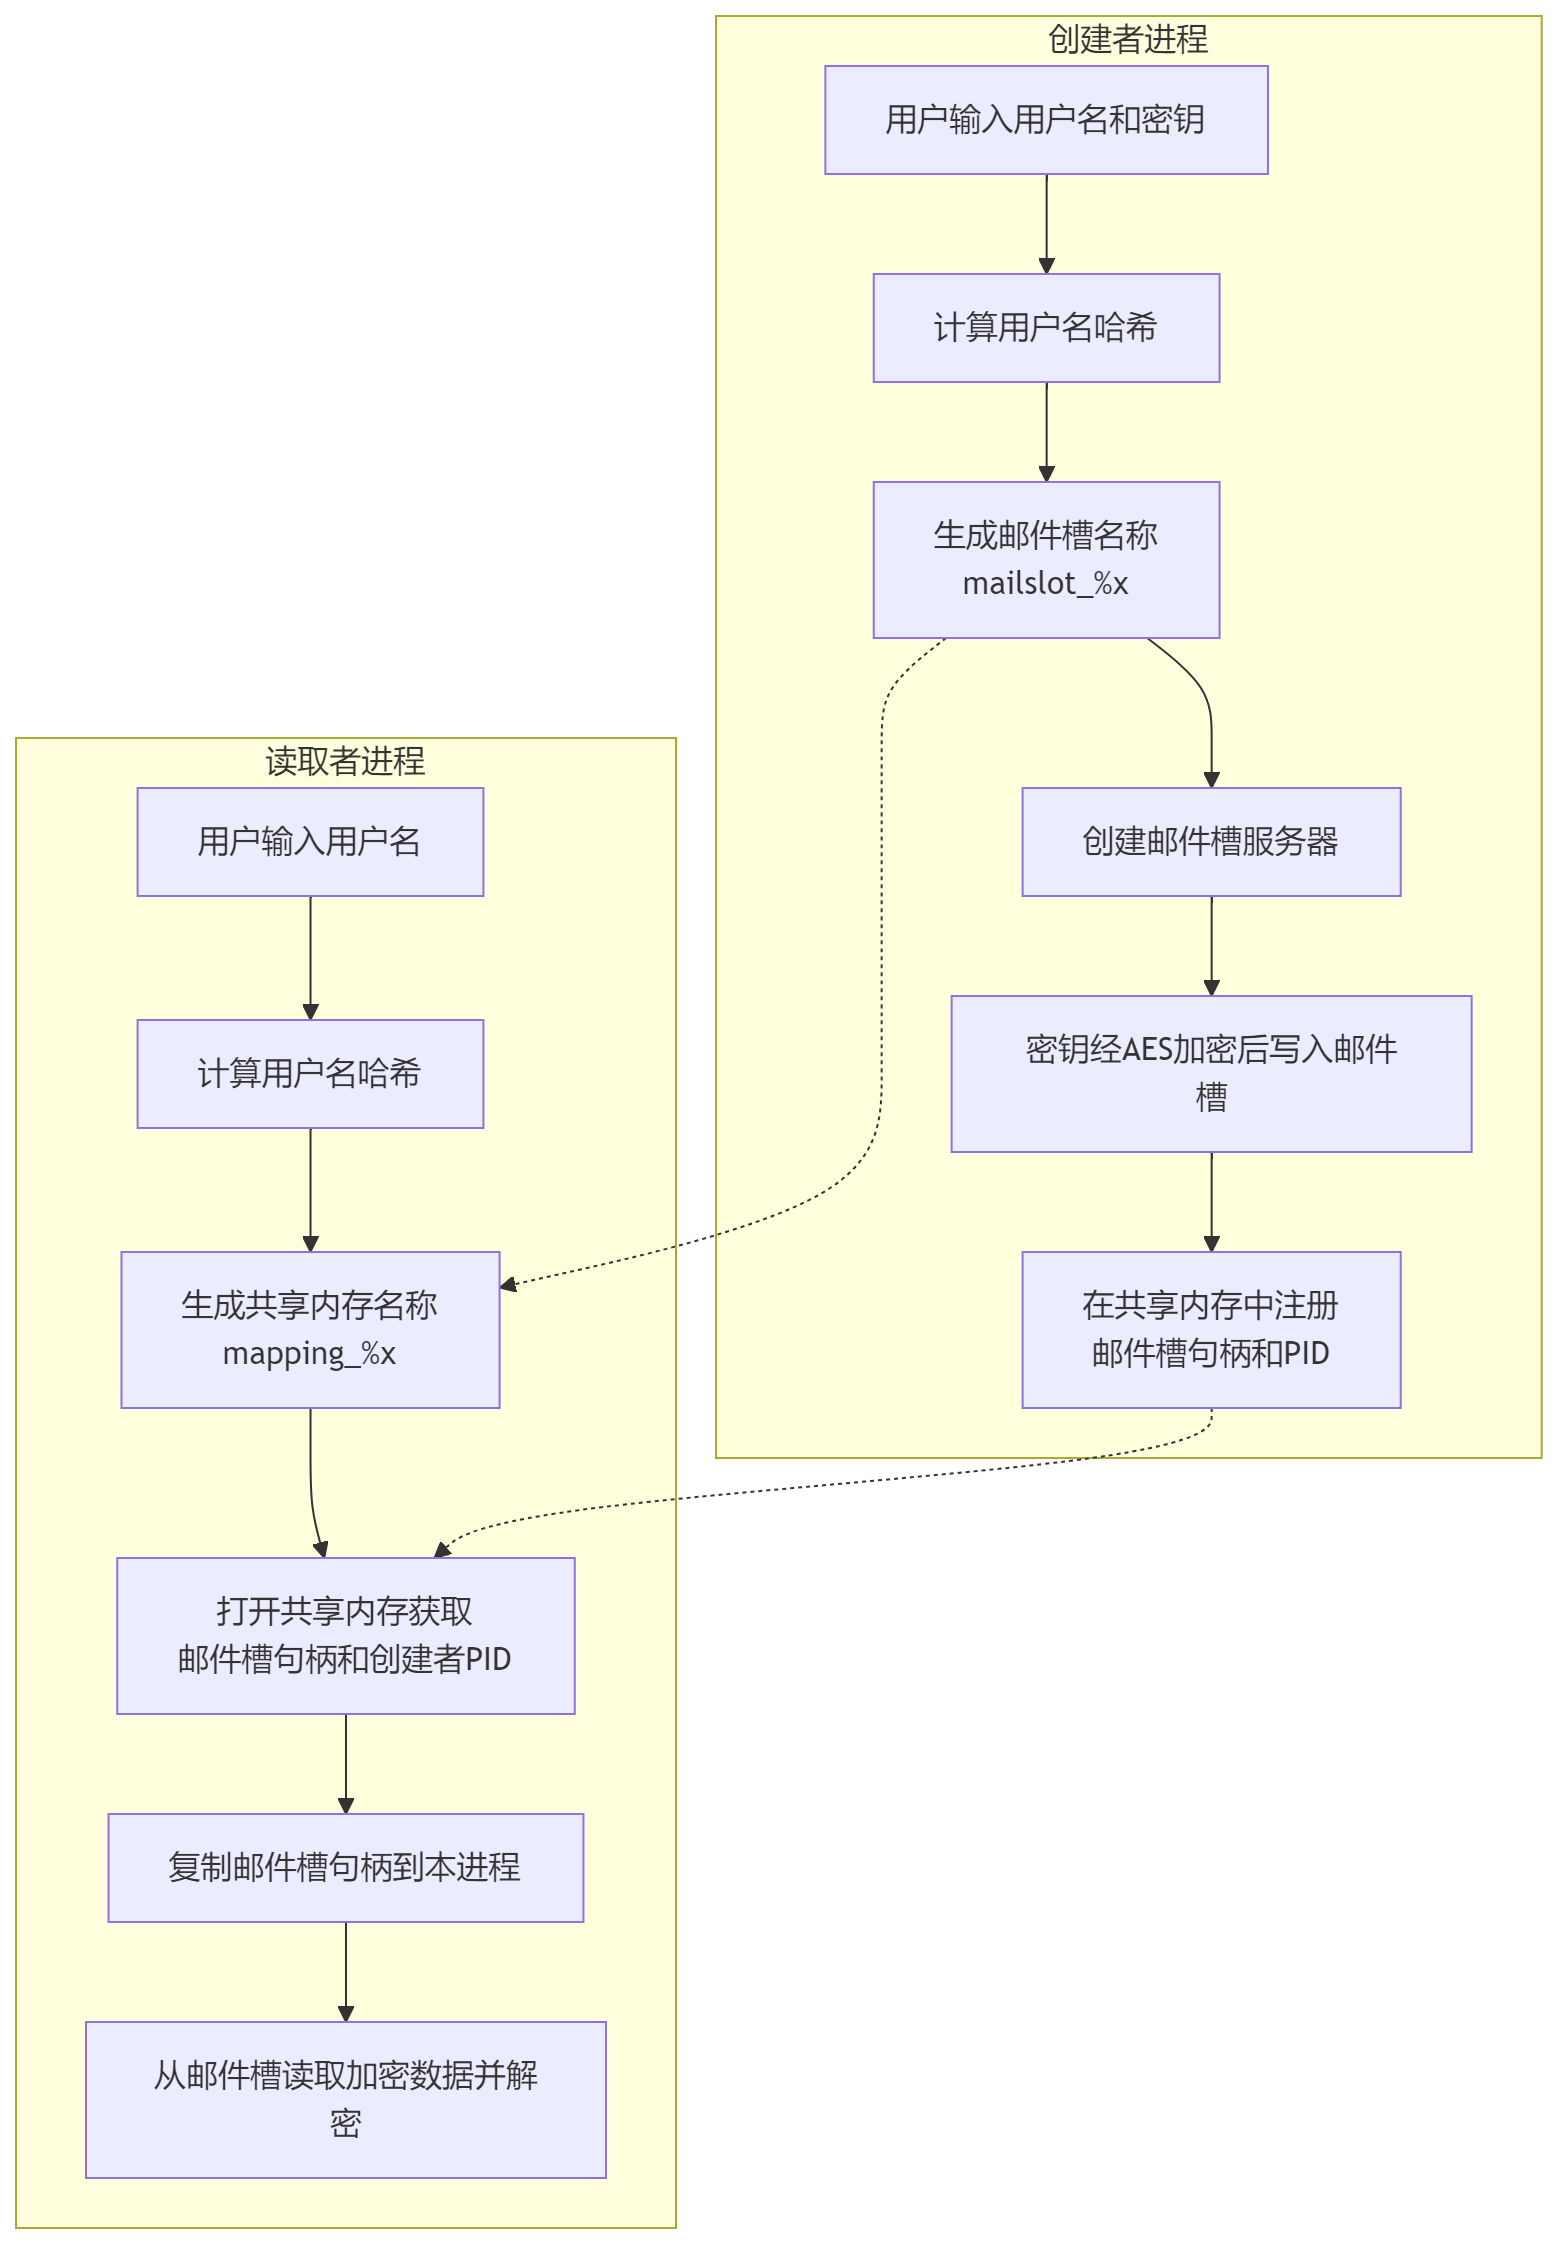 创建者进程
用户输入用户名和密钥
计算用户名哈希
生成邮件槽名称
mailslot_%x
创建邮件槽服务器
密钥经AES加密后写入邮件
槽
在共享内存中注册
邮件槽句柄和PID
读取者进程
用户输入用户名
计算用户名哈希
生成共享内存名称
mapping_%x
打开共享内存获取
邮件槽句柄和创建者PID
复制邮件槽句柄到本进程
从邮件槽读取加密数据并解
密